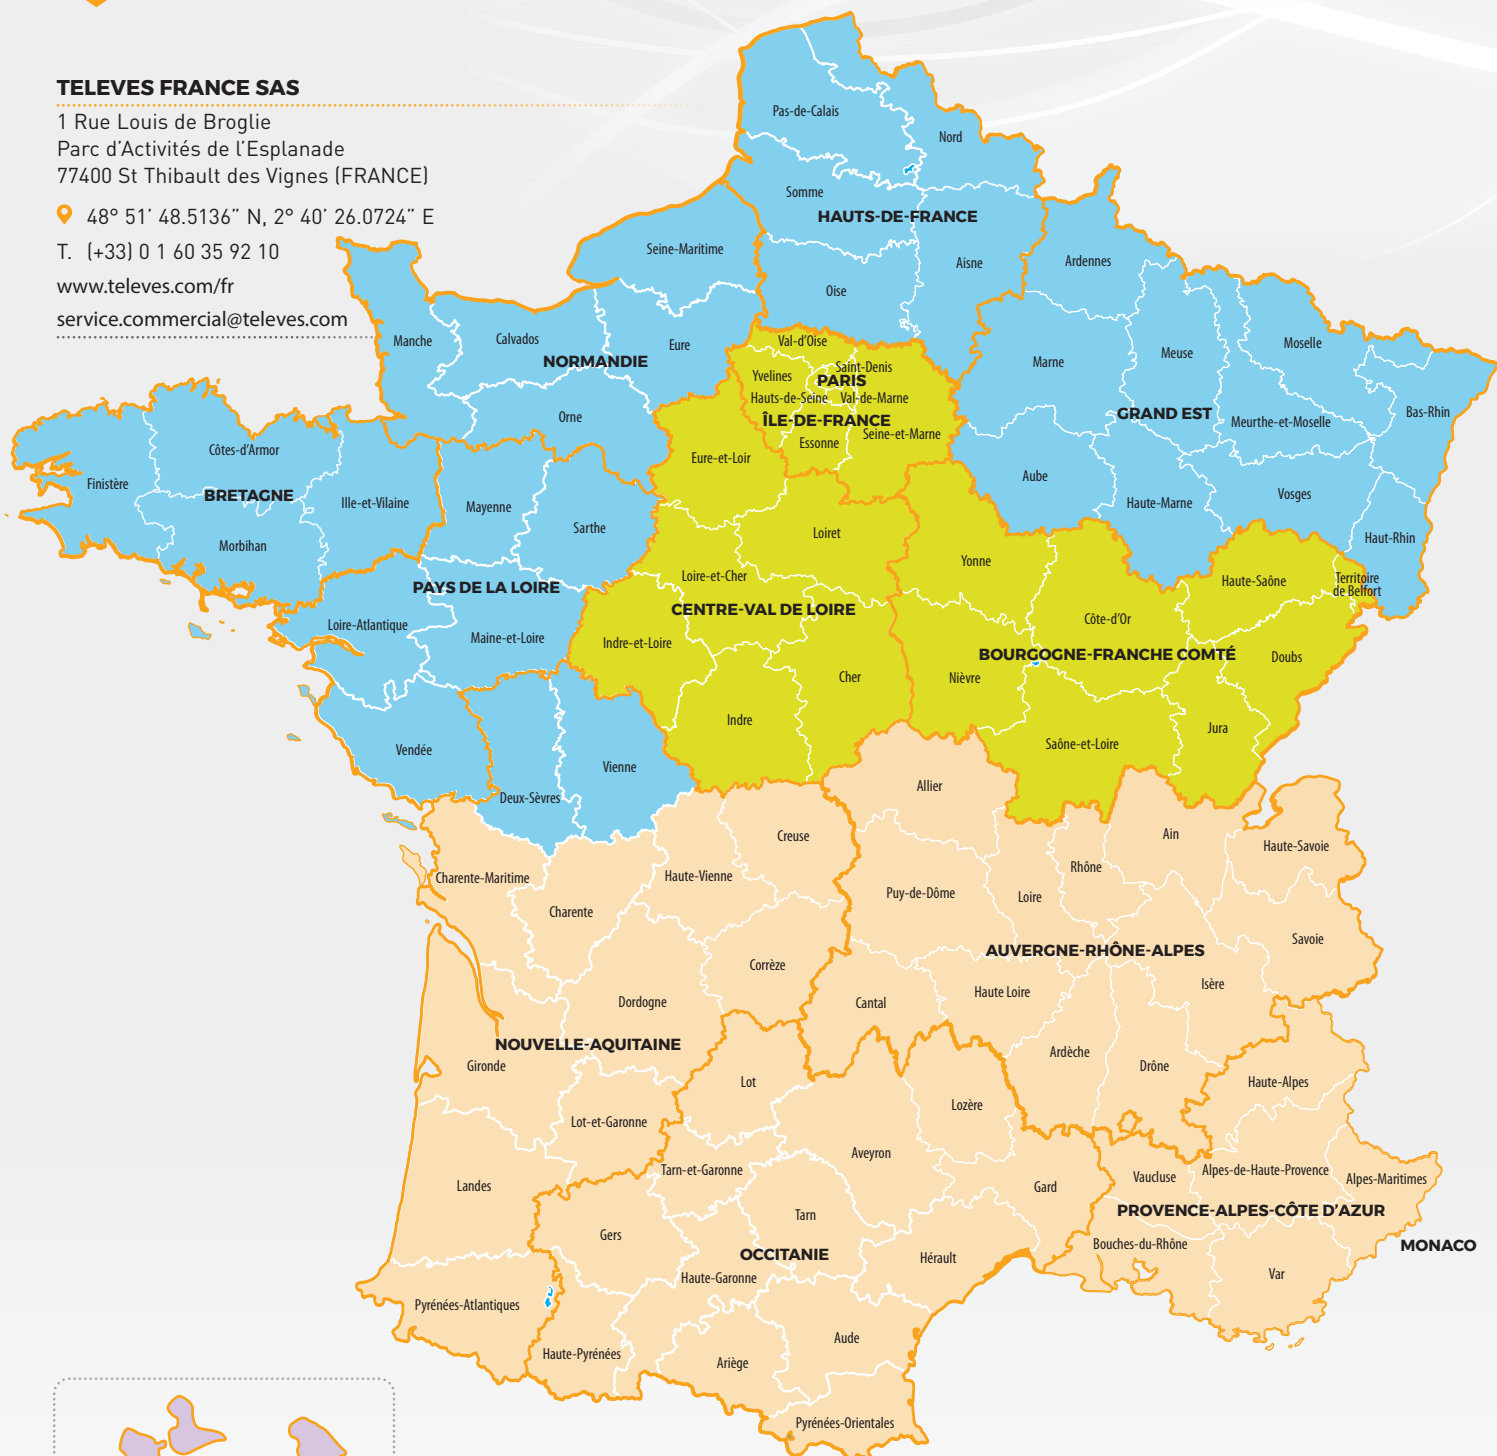 TELEVES FRANCE SAS
1 Rue Louis de Broglie
Parc d'Activités de l'Esplanade
77400 St Thibault des Vignes (FRANCE)
48° 51' 48.5136" N, 2° 40' 26.0724" E
T. (+33) 0 1 60 35 92 10
www.televes.com/fr
service.commercial@televes.com
Pas-de-Calais
Nord
Somme
HAUTS-DE-FRANCE
Oise
Aisne
Seine-Maritime
Manche
Calvados
NORMANDIE
Eure
Orne
Ardennes
Marne
Meuse
Moselle
GRAND EST
Meurthe-et-Moselle
Bas-Rhin
Aube
Haute-Marne
Vosges
Haut-Rhin
Val-d'Oise
Saint-Denis
Yvelines
PARIS
Hauts-de-Seine
Val-de-Marne
ÎLE-DE-FRANCE
Essonne
Seine-et-Marne
Finistère
Côtes-d'Armor
BRETAGNE
Ille-et-Vilaine
Morbihan
Mayenne
Sarthe
PAYS DE LA LOIRE
Loire-Atlantique
Maine-et-Loire
Vendée
Eure-et-Loir
Loiret
Loire-et-Cher
CENTRE-VAL DE LOIRE
Indre-et-Loire
Cher
Indre
Yonne
Côte-d'Or
Haute-Saône
Territoire
de Belfort
BOURGOGNE-FRANCHE COMTÉ
Nièvre
Doubs
Saône-et-Loire
Jura
Deux-Sèvres
Vienne
Charente-Maritime
Charente
Haute-Vienne
Creuse
Corrèze
Dordogne
NOUVELLE-AQUITAINE
Gironde
Lot-et-Garonne
Landes
Pyrénées-Atlantiques
Allier
Puy-de-Dôme
Loire
Rhône
Ain
Haute-Savoie
Savoie
AUVERGNE-RHÔNE-ALPES
Cantal
Haute Loire
Isère
Ardèche
Drône
Lot
Lozère
Aveyron
Tarn-et-Garonne
Gard
Gers
Tarn
OCCITANIE
Hérault
Haute-Garonne
Haute-Pyrénées
Ariège
Aude
Pyrénées-Orientales
Haute-Alpes
Vaucluse
Alpes-de-Haute-Provence
Alpes-Maritimes
PROVENCE-ALPES-CÔTE D'AZUR
Bouches-du-Rhône
Var
MONACO